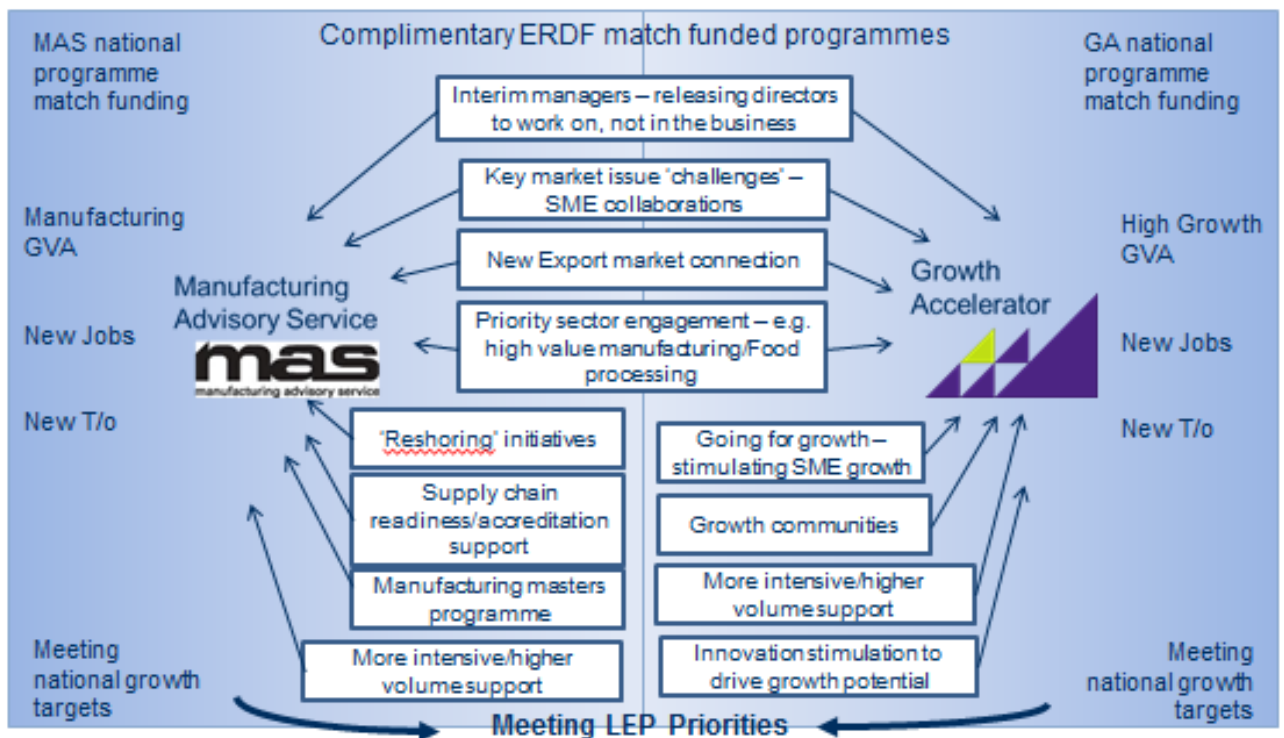 Complimentary ERDF match funded programmes
MAS national
programme
match funding
GA national
programme
match funding
Interim managers – releasing directors
to work on, not in the business
Key market issue 'challenges' –
SME collaborations
New Export market connection
Priority sector engagement – e.g.
high value manufacturing/Food
processing
Manufacturing
GVA
Manufacturing
Advisory Service
mas
manufacturing advisory service
New Jobs
New T/o
High Growth
GVA
Growth
Accelerator
New Jobs
New T/o
'Reshoring' initiatives
Supply chain
readiness/accreditation
support
Manufacturing masters
programme
More intensive/higher
volume support
Going for growth –
stimulating SME growth
Growth communities
More intensive/higher
volume support
Innovation stimulation to
drive growth potential
Meeting
national growth
targets
Meeting
national growth
targets
Meeting LEP Priorities